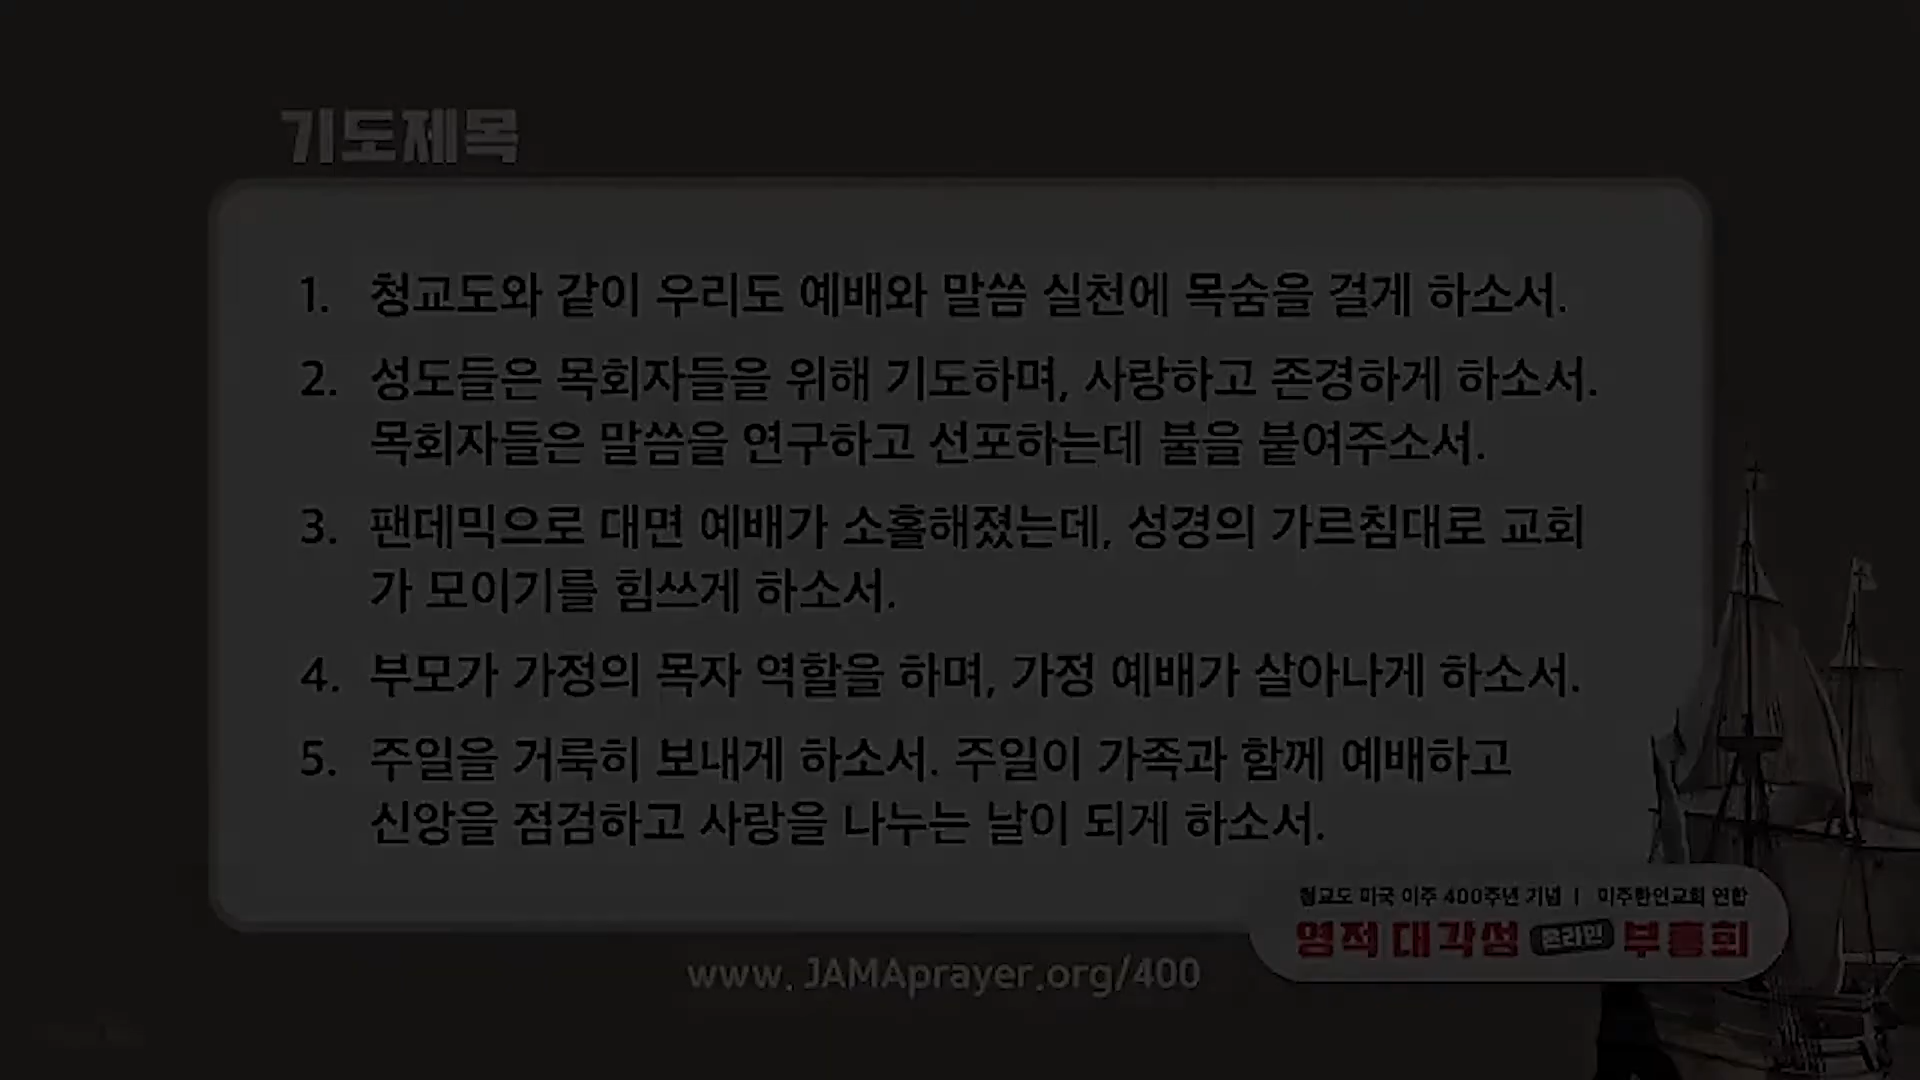 기도제목
1. 청교도와 같이 우리도 예배와 말씀 실천에 목숨을 걸게 하소서.
2. 성도들은 목회자들을 위해 기도하며, 사랑하고 존경하게 하소서.
목회자들은 말씀을 연구하고 선포하는데 불을 붙여주소서.
3. 팬데믹으로 대면 예배가 소홀해졌는데, 성경의 가르침대로 교회
가 모이기를 힘쓰게 하소서.
4. 부모가 가정의 목자 역할을 하며, 가정 예배가 살아나게 하소서.
5. 주일을 거룩히 보내게 하소서. 주일이 가족과 함께 예배하고
신앙을 점검하고 사랑을 나누는 날이 되게 하소서.
청교도 미국 이주 400주년 기념 | 미주한인교회 연합
영적 대각성 온라인 부흥회
www.JAMAprayer.org/400